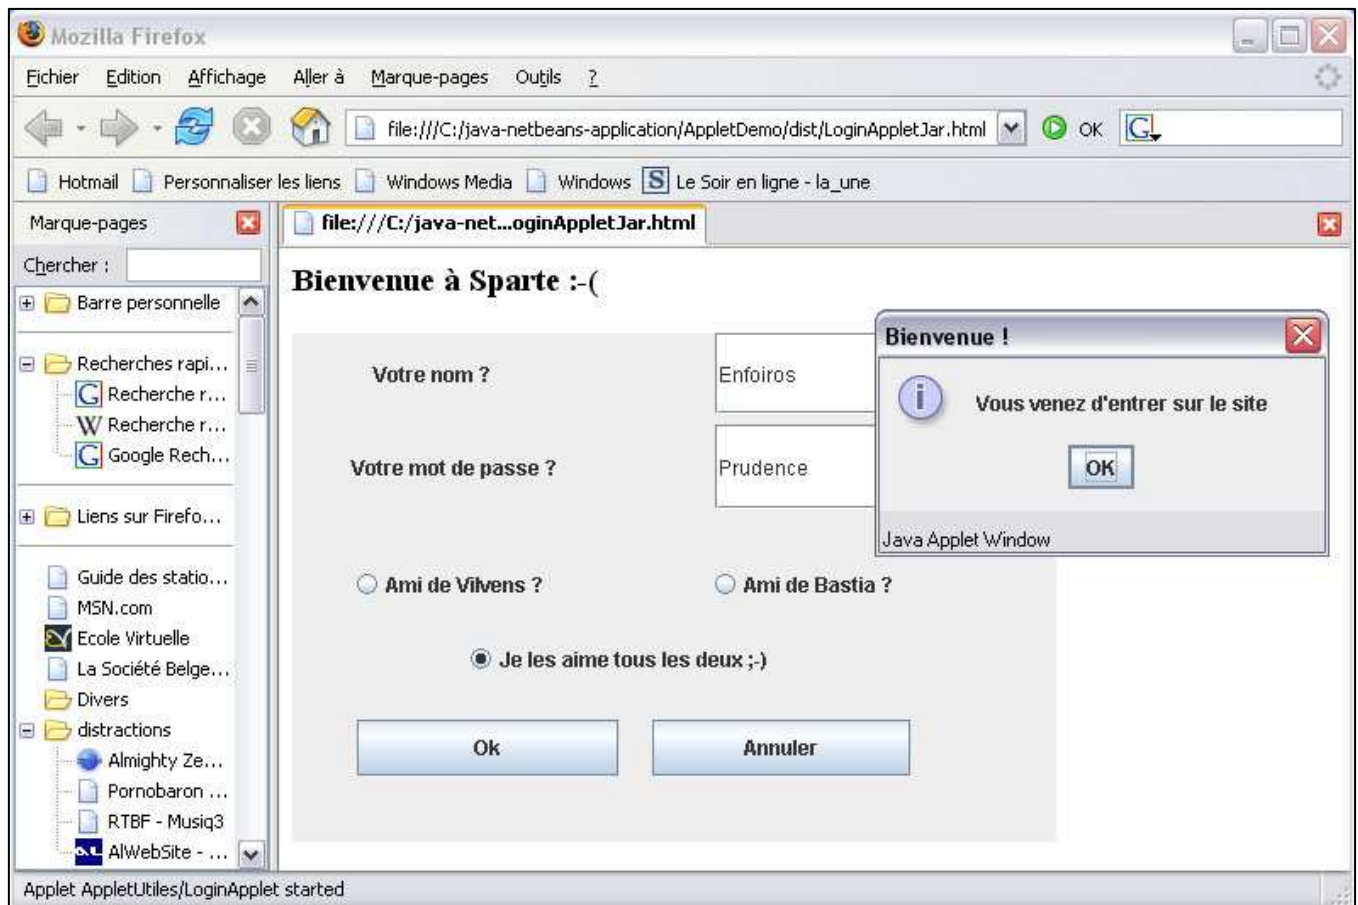 Mozilla Firefox
Fichier Edition Affichage Aller à Marque-pages Outils ?
file:///C:/java-netbeans-application/AppletDemo/dist/LoginAppletJar.html OK G
Hotmail Personnaliser les liens Windows Media Windows S Le Soir en ligne - la_une
Marque-pages
file:///C:/java-net...oginAppletJar.html
Chercher :
Barre personnelle
Recherches rapi...
G Recherche r...
W Recherche r...
G Google Rech...
Liens sur Firefo...
Guide des statio...
MSN.com
Ecole Virtuelle
La Société Belge...
Divers
distractions
Almighty Ze...
Pornobaron ...
RTBF - Musiq3
AlWebSite - ...
Bienvenue à Sparte :-(
Votre nom ?
Enfoiros
Votre mot de passe ?
Prudence
Ami de Vilvens ?
Ami de Bastia ?
Je les aime tous les deux ;-)
Ok
Annuler
Bienvenue !
i
Vous venez d'entrer sur le site
OK
Java Applet Window
Applet AppletUtiles/LoginApplet started